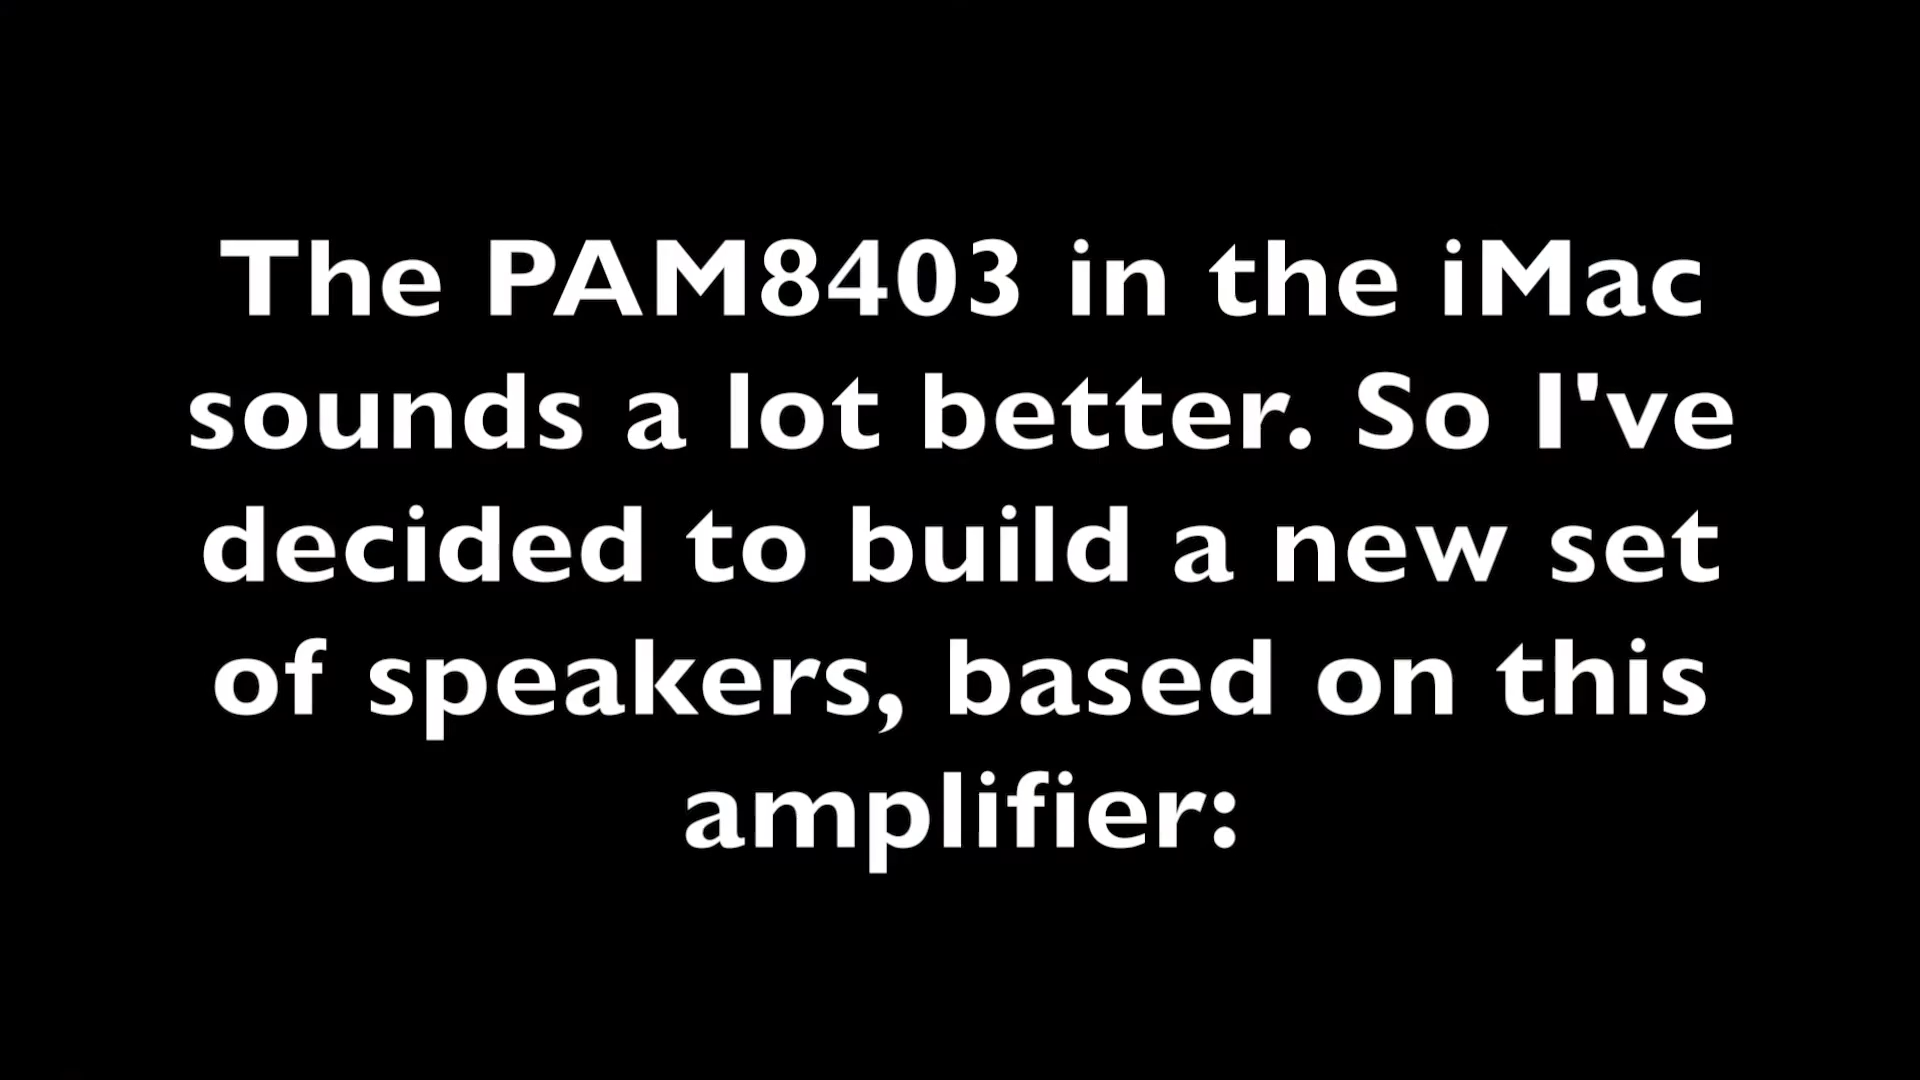 The PAM8403 in the iMac
sounds a lot better. So I've
decided to build a new set
of speakers, based on this
amplifier: